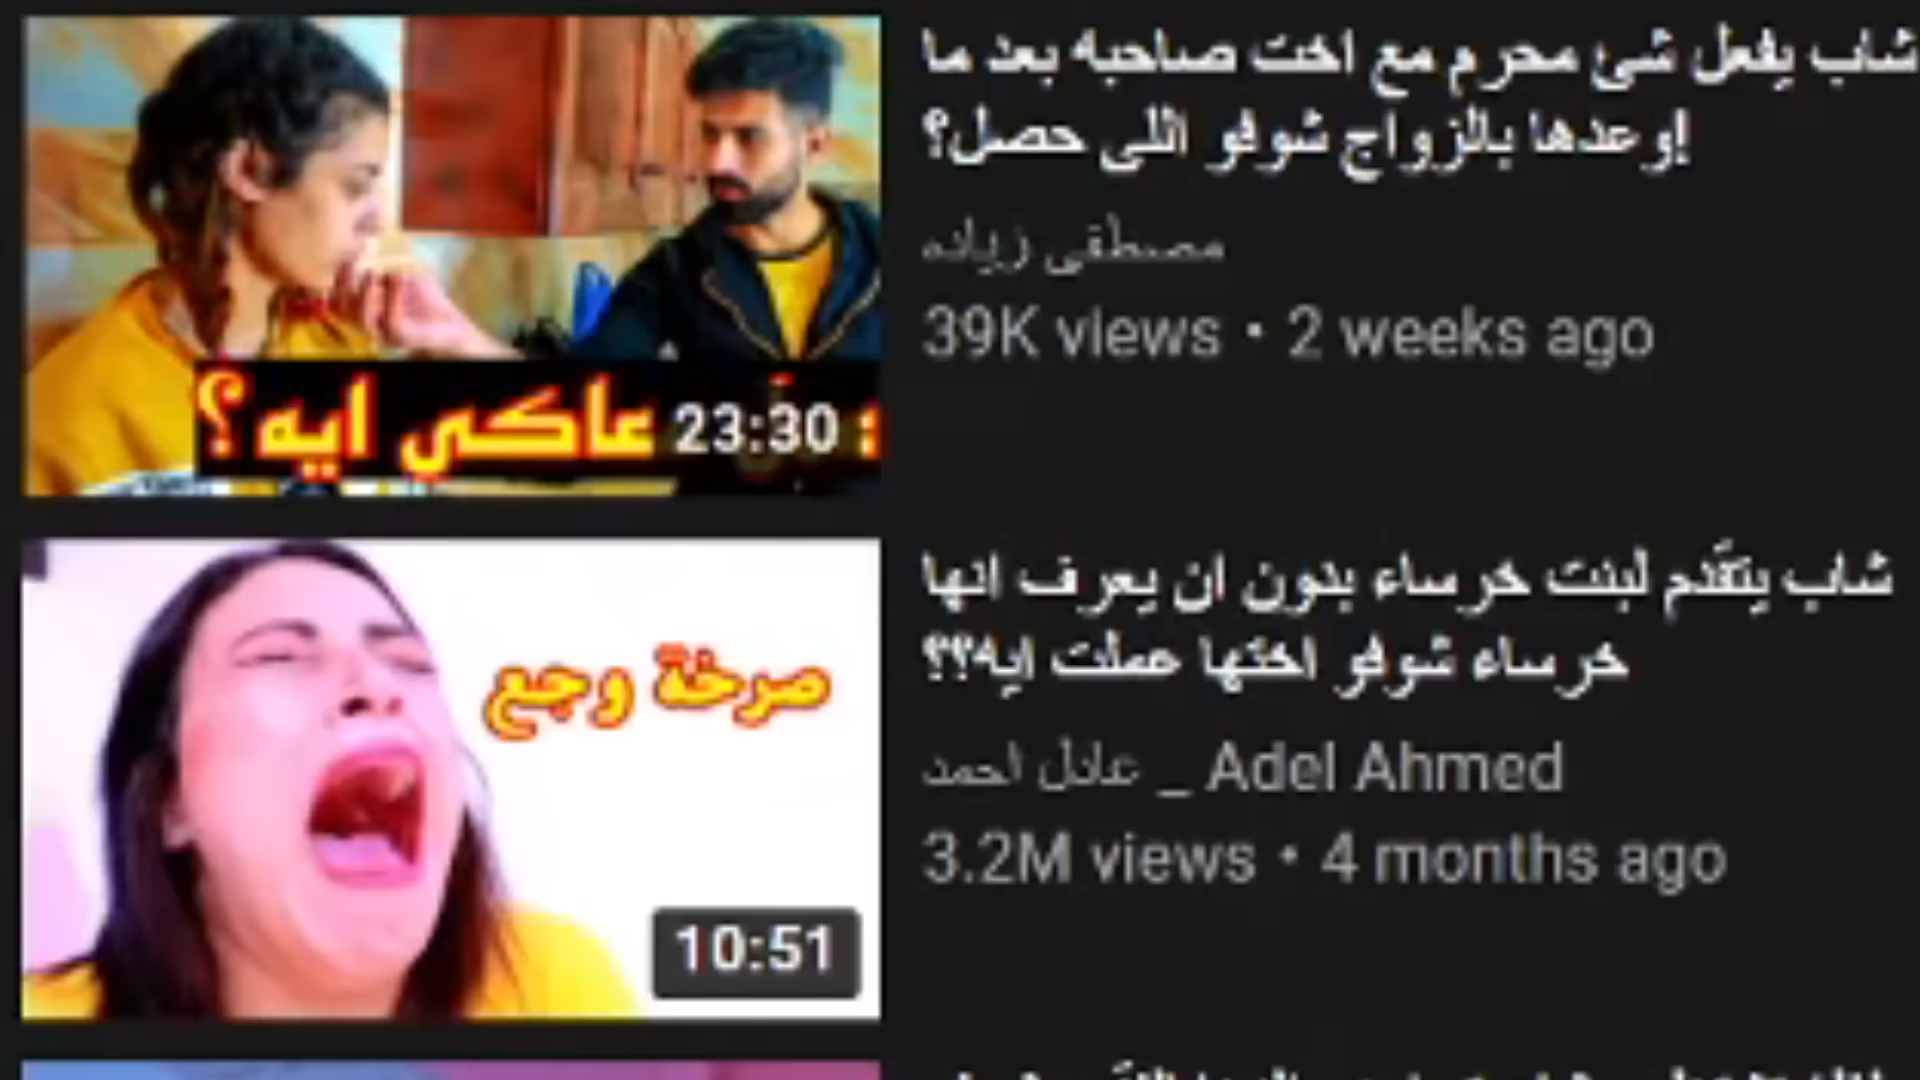 شاب يفعل شئ محرم مع اخت صاحبه بعد ما
وعدها بالزواج شوفو اللى حصل؟!
مصطفى زيانه
39K views • 2 weeks ago
عاكي ايه؟
23:30
شاب يتقدم لبنت خرساء بدون ان يعرف انها
خرساء شوفو اختها عملت ايه؟؟
عادل احمد _ Adel Ahmed
3.2M views • 4 months ago
صرخة وجع
10:51